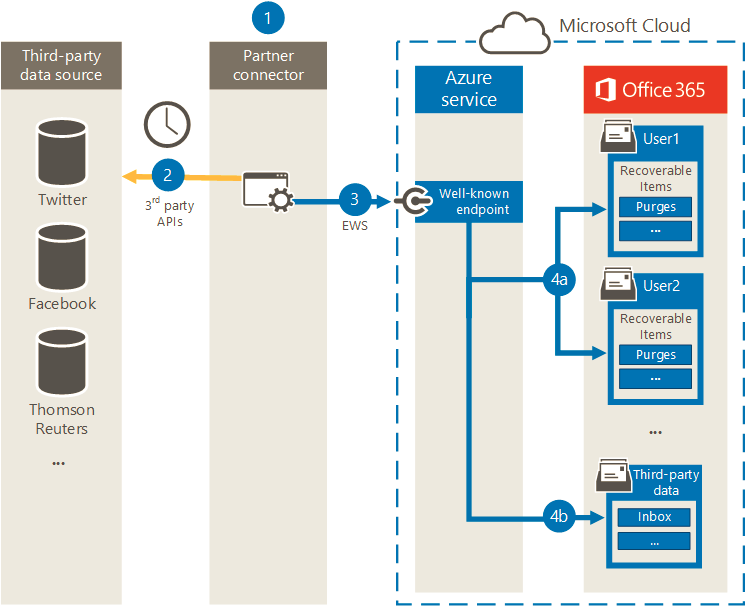 1
Microsoft Cloud
Third-party
data source
Partner
connector
Azure
service
Office 365
Twitter
Facebook
Thomson
Reuters
...
2
3rd party
APIs
3
EWS
Well-known
endpoint
4a
4b
User1
Recoverable
Items
Purges
...
User2
Recoverable
Items
Purges
...
...
Third-party
data
Inbox
...